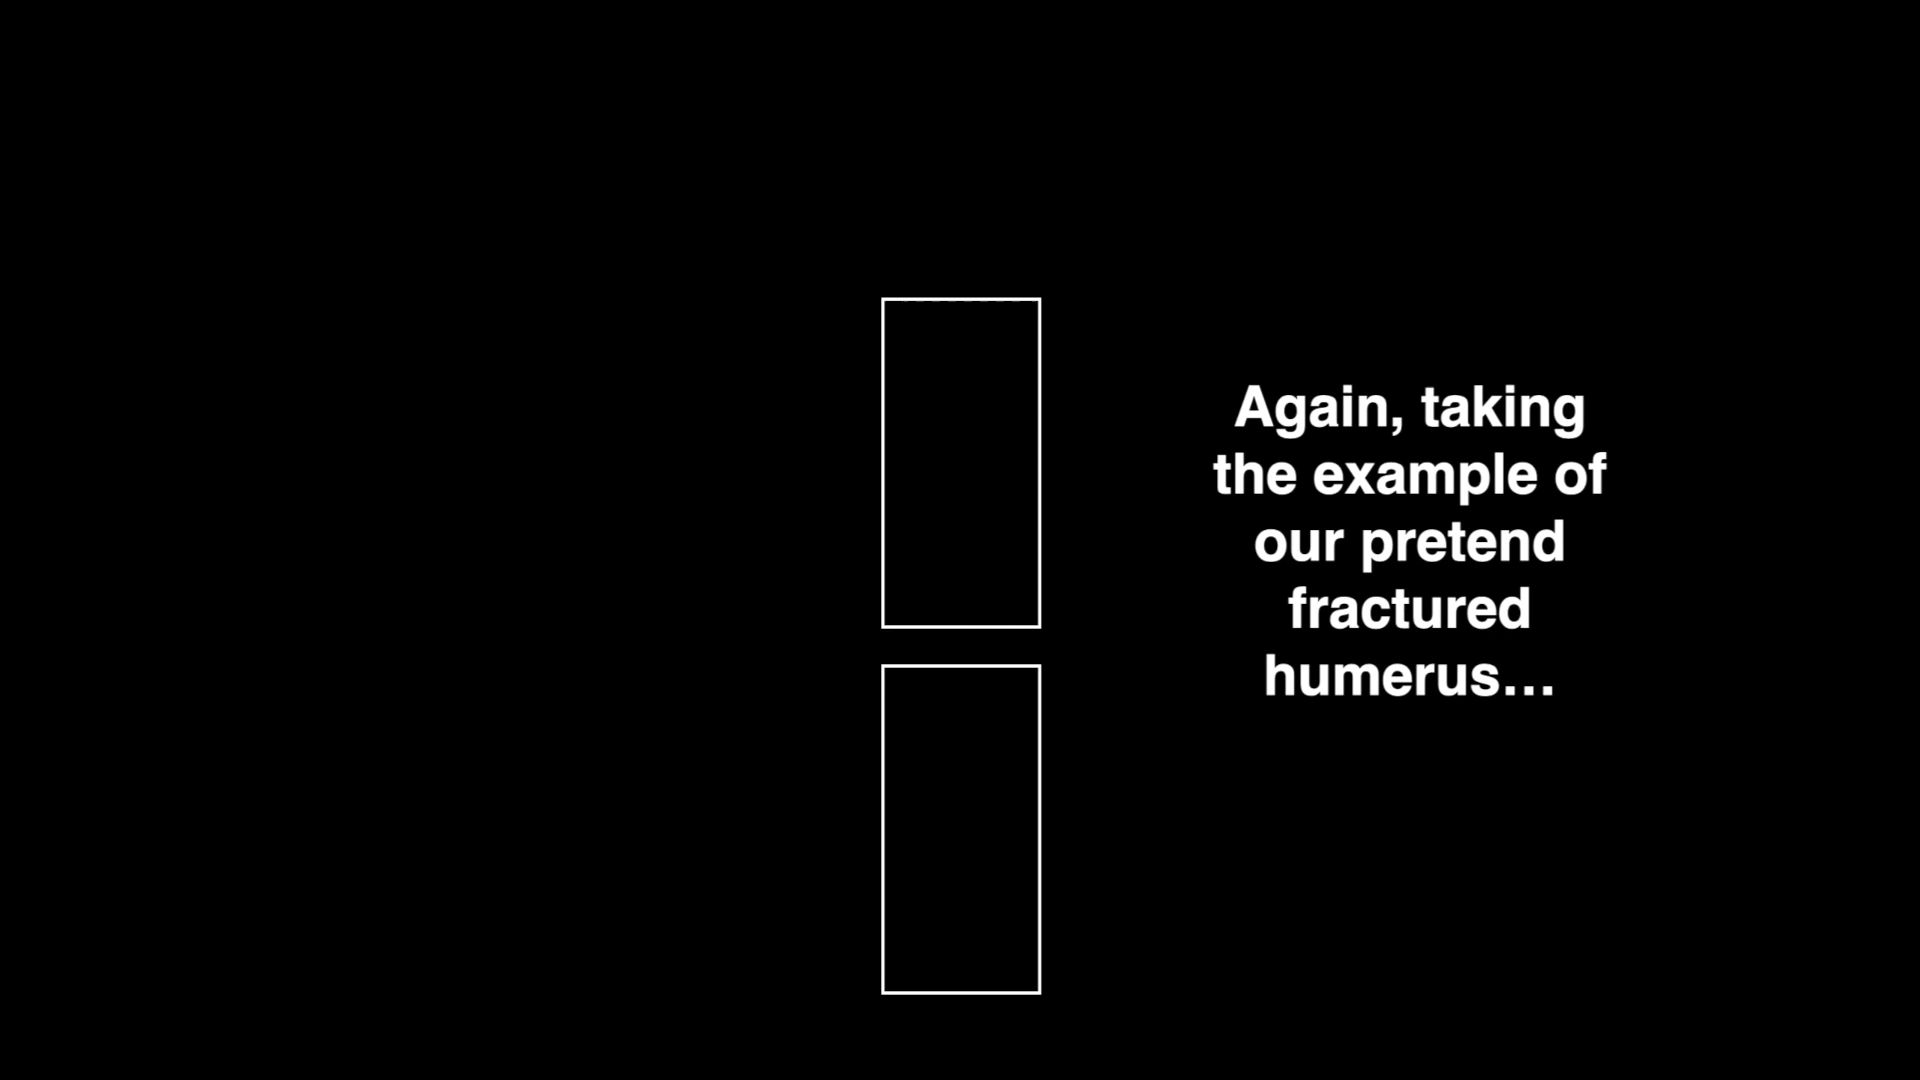 Again, taking
the example of
our pretend
fractured
humerus…